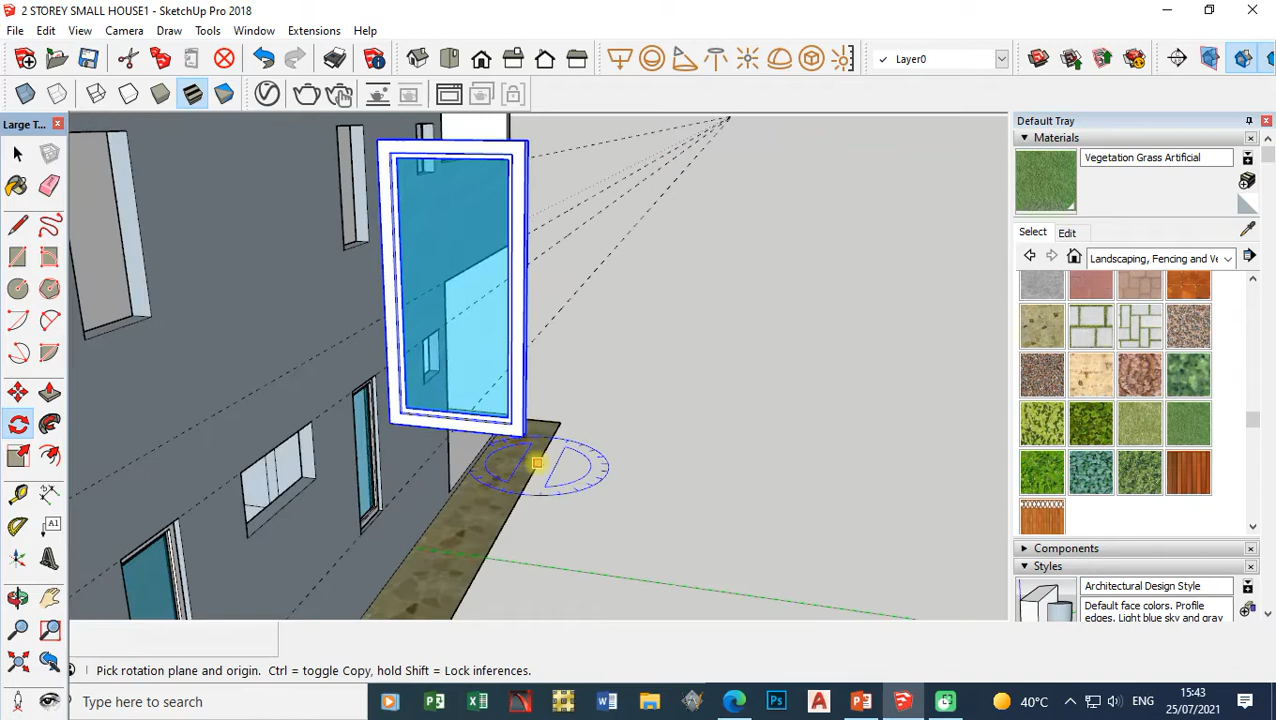 2 STOREY SMALL HOUSE1 - SketchUp Pro 2018
File Edit View Camera Draw Tools Window Extensions Help
Layer0
Large T...
Default Tray
Materials
Vegetation Grass Artificial
Select Edit
Landscaping, Fencing and Ve
A1
Components
Styles
Architectural Design Style
Default face colors. Profile
edges. Light blue sky and gray
Pick rotation plane and origin. Ctrl = toggle Copy, hold Shift = Lock inferences.
Type here to search
40°C
ENG
15:43
25/07/2021